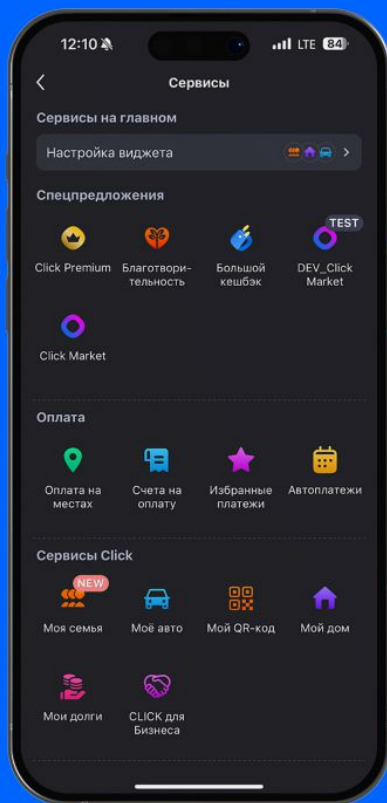 12:10
LTE 84
Сервисы
Сервисы на главном
Настройка виджета
Спецпредложения
TEST
Click Premium
Благотвори-
тельность
Большой
кешбэк
DEV_Click
Market
Click Market
Оплата
Оплата на
местах
Счета на
оплату
Избранные
платежи
Автоплатежи
Сервисы Click
NEW
Моя семья
Моё авто
Мой QR-код
Мой дом
Мои долги
CLICK для
Бизнеса